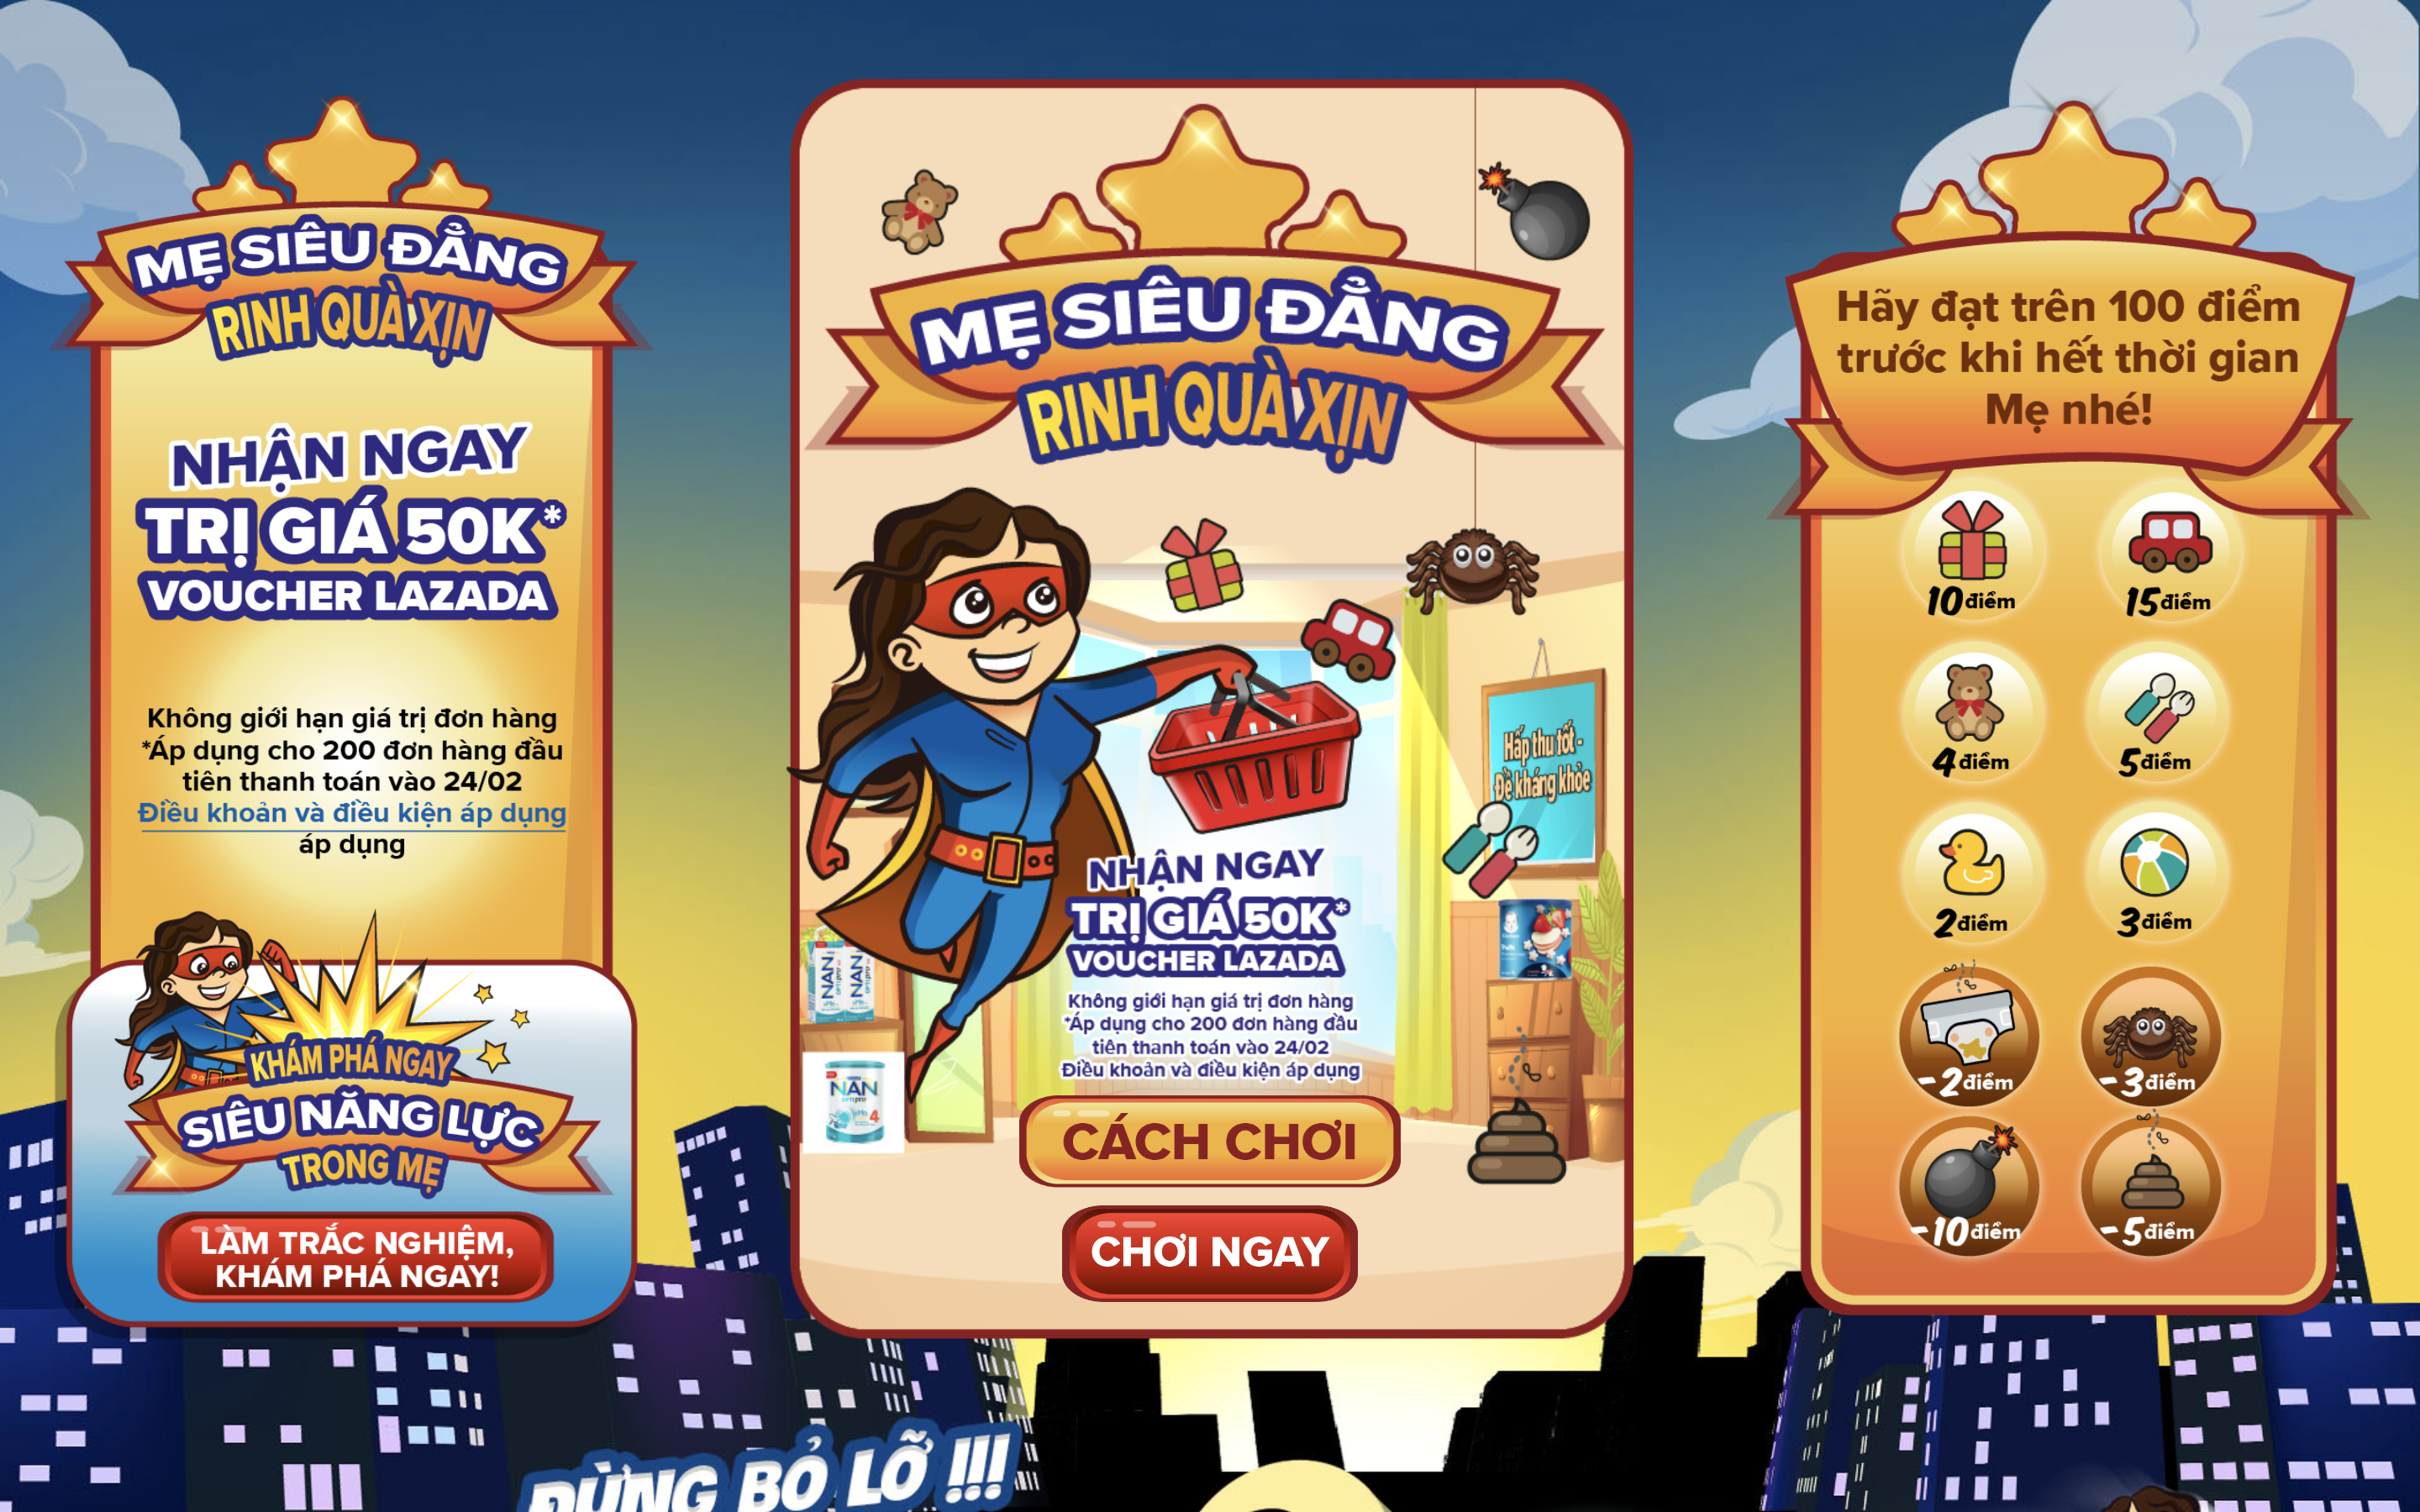 MẸ SIÊU ĐẲNG
RINH QUÀ XỊN
NHẬN NGAY
TRỊ GIÁ 50K*
VOUCHER LAZADA
Không giới hạn giá trị đơn hàng
*Áp dụng cho 200 đơn hàng đầu
tiên thanh toán vào 24/02
Điều khoản và điều kiện áp dụng
áp dụng
KHÁM PHÁ NGAY
SIÊU NĂNG LỰC
TRONG MẸ
LÀM TRẮC NGHIỆM,
KHÁM PHÁ NGAY!
MẸ SIÊU ĐẲNG
RINH QUÀ XỊN
Hấp thu tốt -
Đề kháng khỏe
NHẬN NGAY
TRỊ GIÁ 50K*
VOUCHER LAZADA
Không giới hạn giá trị đơn hàng
*Áp dụng cho 200 đơn hàng đầu
tiên thanh toán vào 24/02
Điều khoản và điều kiện áp dụng
NAN
NAN
NAN
4
CÁCH CHƠI
CHƠI NGAY
Hãy đạt trên 100 điểm
trước khi hết thời gian
Mẹ nhé!
10 điểm
15 điểm
4 điểm
5 điểm
2 điểm
3 điểm
-2 điểm
-3 điểm
-10 điểm
-5 điểm
ĐỪNG BỎ LỠ !!!